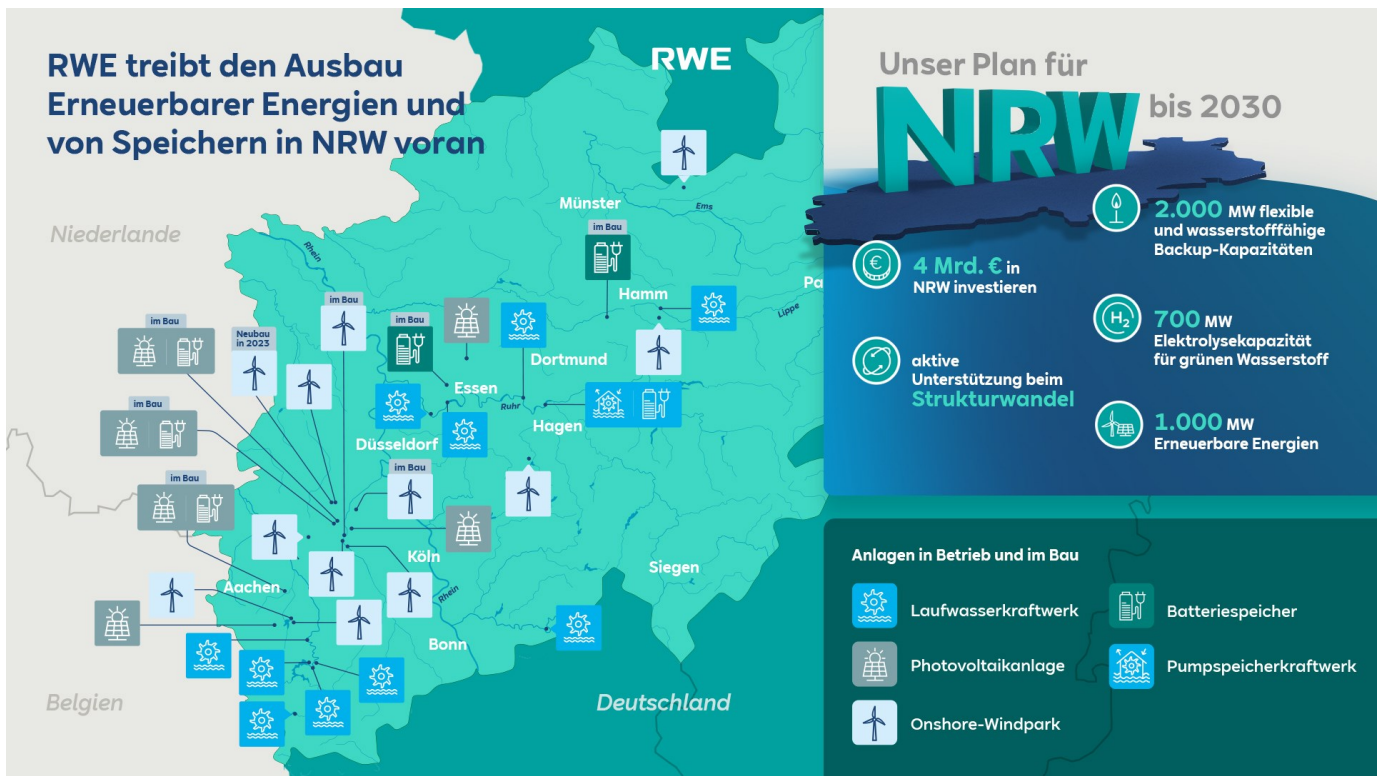 RWE treibt den Ausbau
Erneuerbarer Energien und
von Speichern in NRW voran
RWE
Unser Plan für
NRW
bis 2030
2.000 MW flexible
und wasserstofffähige
Backup-Kapazitäten
4 Mrd. € in
NRW investieren
H₂
700 MW
Elektrolysekapazität
für grünen Wasserstoff
aktive
Unterstützung beim
Strukturwandel
1.000 MW
Erneuerbare Energien
Niederlande
Rhein
Münster
Ems
im Bau
Hamm
Pa
Lippe
im Bau
im Bau
im Bau
Neubau
in 2023
Dortmund
Essen
Ruhr
Hagen
im Bau
Düsseldorf
im Bau
im Bau
Köln
Aachen
Rhein
Siegen
Bonn
Belgien
Deutschland
Anlagen in Betrieb und im Bau
Laufwasserkraftwerk
Batteriespeicher
Photovoltaikanlage
Pumpspeicherkraftwerk
Onshore-Windpark